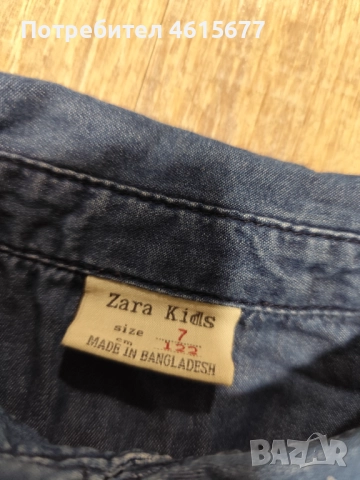 Потребител 4615677
Zara Kids
size 7
cm 122
MADE IN BANGLADESH
BAZAR